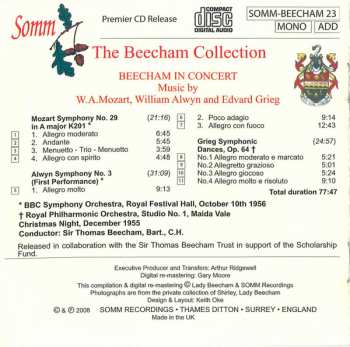 Somm
Premier CD Release
COMPACT
disc
DIGITAL AUDIO
SOMM-BEECHAM 23
MONO
ADD
The Beecham Collection
BEECHAM IN CONCERT
Music by
W.A.Mozart, William Alwyn and Edvard Grieg
Mozart Symphony No. 29 (21:16)
in A major K201 *
1 Allegro moderato 6:45
2 Andante 5:45
3 Menuetto - Trio - Menuetto 3:38
4 Allegro con spirito 4:48
Alwyn Symphony No. 3 (31:09)
(First Performance) *
5 Allegro molto 9:13
6 Poco adagio 9:14
7 Allegro con fuoco 12:43
Grieg Symphonic (24:57)
Dances, Op. 64 †
8 No.1 Allegro moderato e marcato 5:21
9 No.2 Allegretto grazioso 5:01
10 No.3 Allegro giocoso 5:24
11 No.4 Allegro molto e risoluto 9:10
Total duration 77:47
* BBC Symphony Orchestra, Royal Festival Hall, October 10th 1956
† Royal Philharmonic Orchestra, Studio No. 1, Maida Vale
Christmas Night, December 1955
Conductor: Sir Thomas Beecham, Bart., C.H.
Released in collaboration with the Sir Thomas Beecham Trust in support of the Scholarship
Fund.
Executive Producer and Transfers: Arthur Ridgewell
Digital re-mastering: Gary Moore
This compilation & digital re-mastering © Lady Beecham & SOMM Recordings
Photographs are from the private collection of Shirley, Lady Beecham
Design & Layout: Keith Oke
© & ℗ 2008 SOMM RECORDINGS • THAMES DITTON • SURREY • ENGLAND
Made in the UK